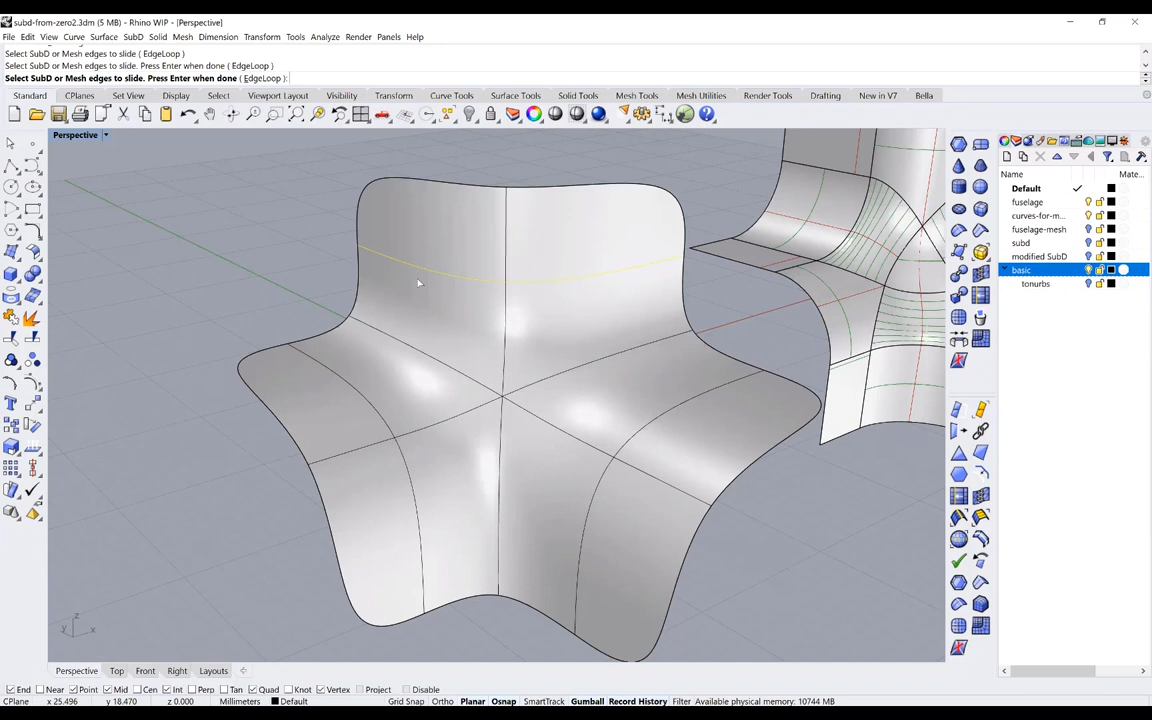 subd-from-zero2.3dm (5 MB) - Rhino WIP - [Perspective]
File Edit View Curve Surface SubD Solid Mesh Dimension Transform Tools Analyze Render Panels Help
Select SubD or Mesh edges to slide ( EdgeLoop )
Select SubD or Mesh edges to slide. Press Enter when done ( EdgeLoop )
Select SubD or Mesh edges to slide. Press Enter when done ( EdgeLoop ):
Standard CPlanes Set View Display Select Viewport Layout Visibility Transform Curve Tools Surface Tools Solid Tools Mesh Tools Mesh Utilities Render Tools Drafting New in V7 Bella
Perspective
Name Mate...
Default
fuselage
curves-for-m...
fuselage-mesh
subd
modified SubD
basic
tonurbs
z
y x
Perspective Top Front Right Layouts
End Near Point Mid Cen Int Perp Tan Quad Knot Vertex Project Disable
CPlane x 25.496 y 18.470 z 0.000 Millimeters Default Grid Snap Ortho Planar Osnap SmartTrack Gumball Record History Filter Available physical memory: 10744 MB